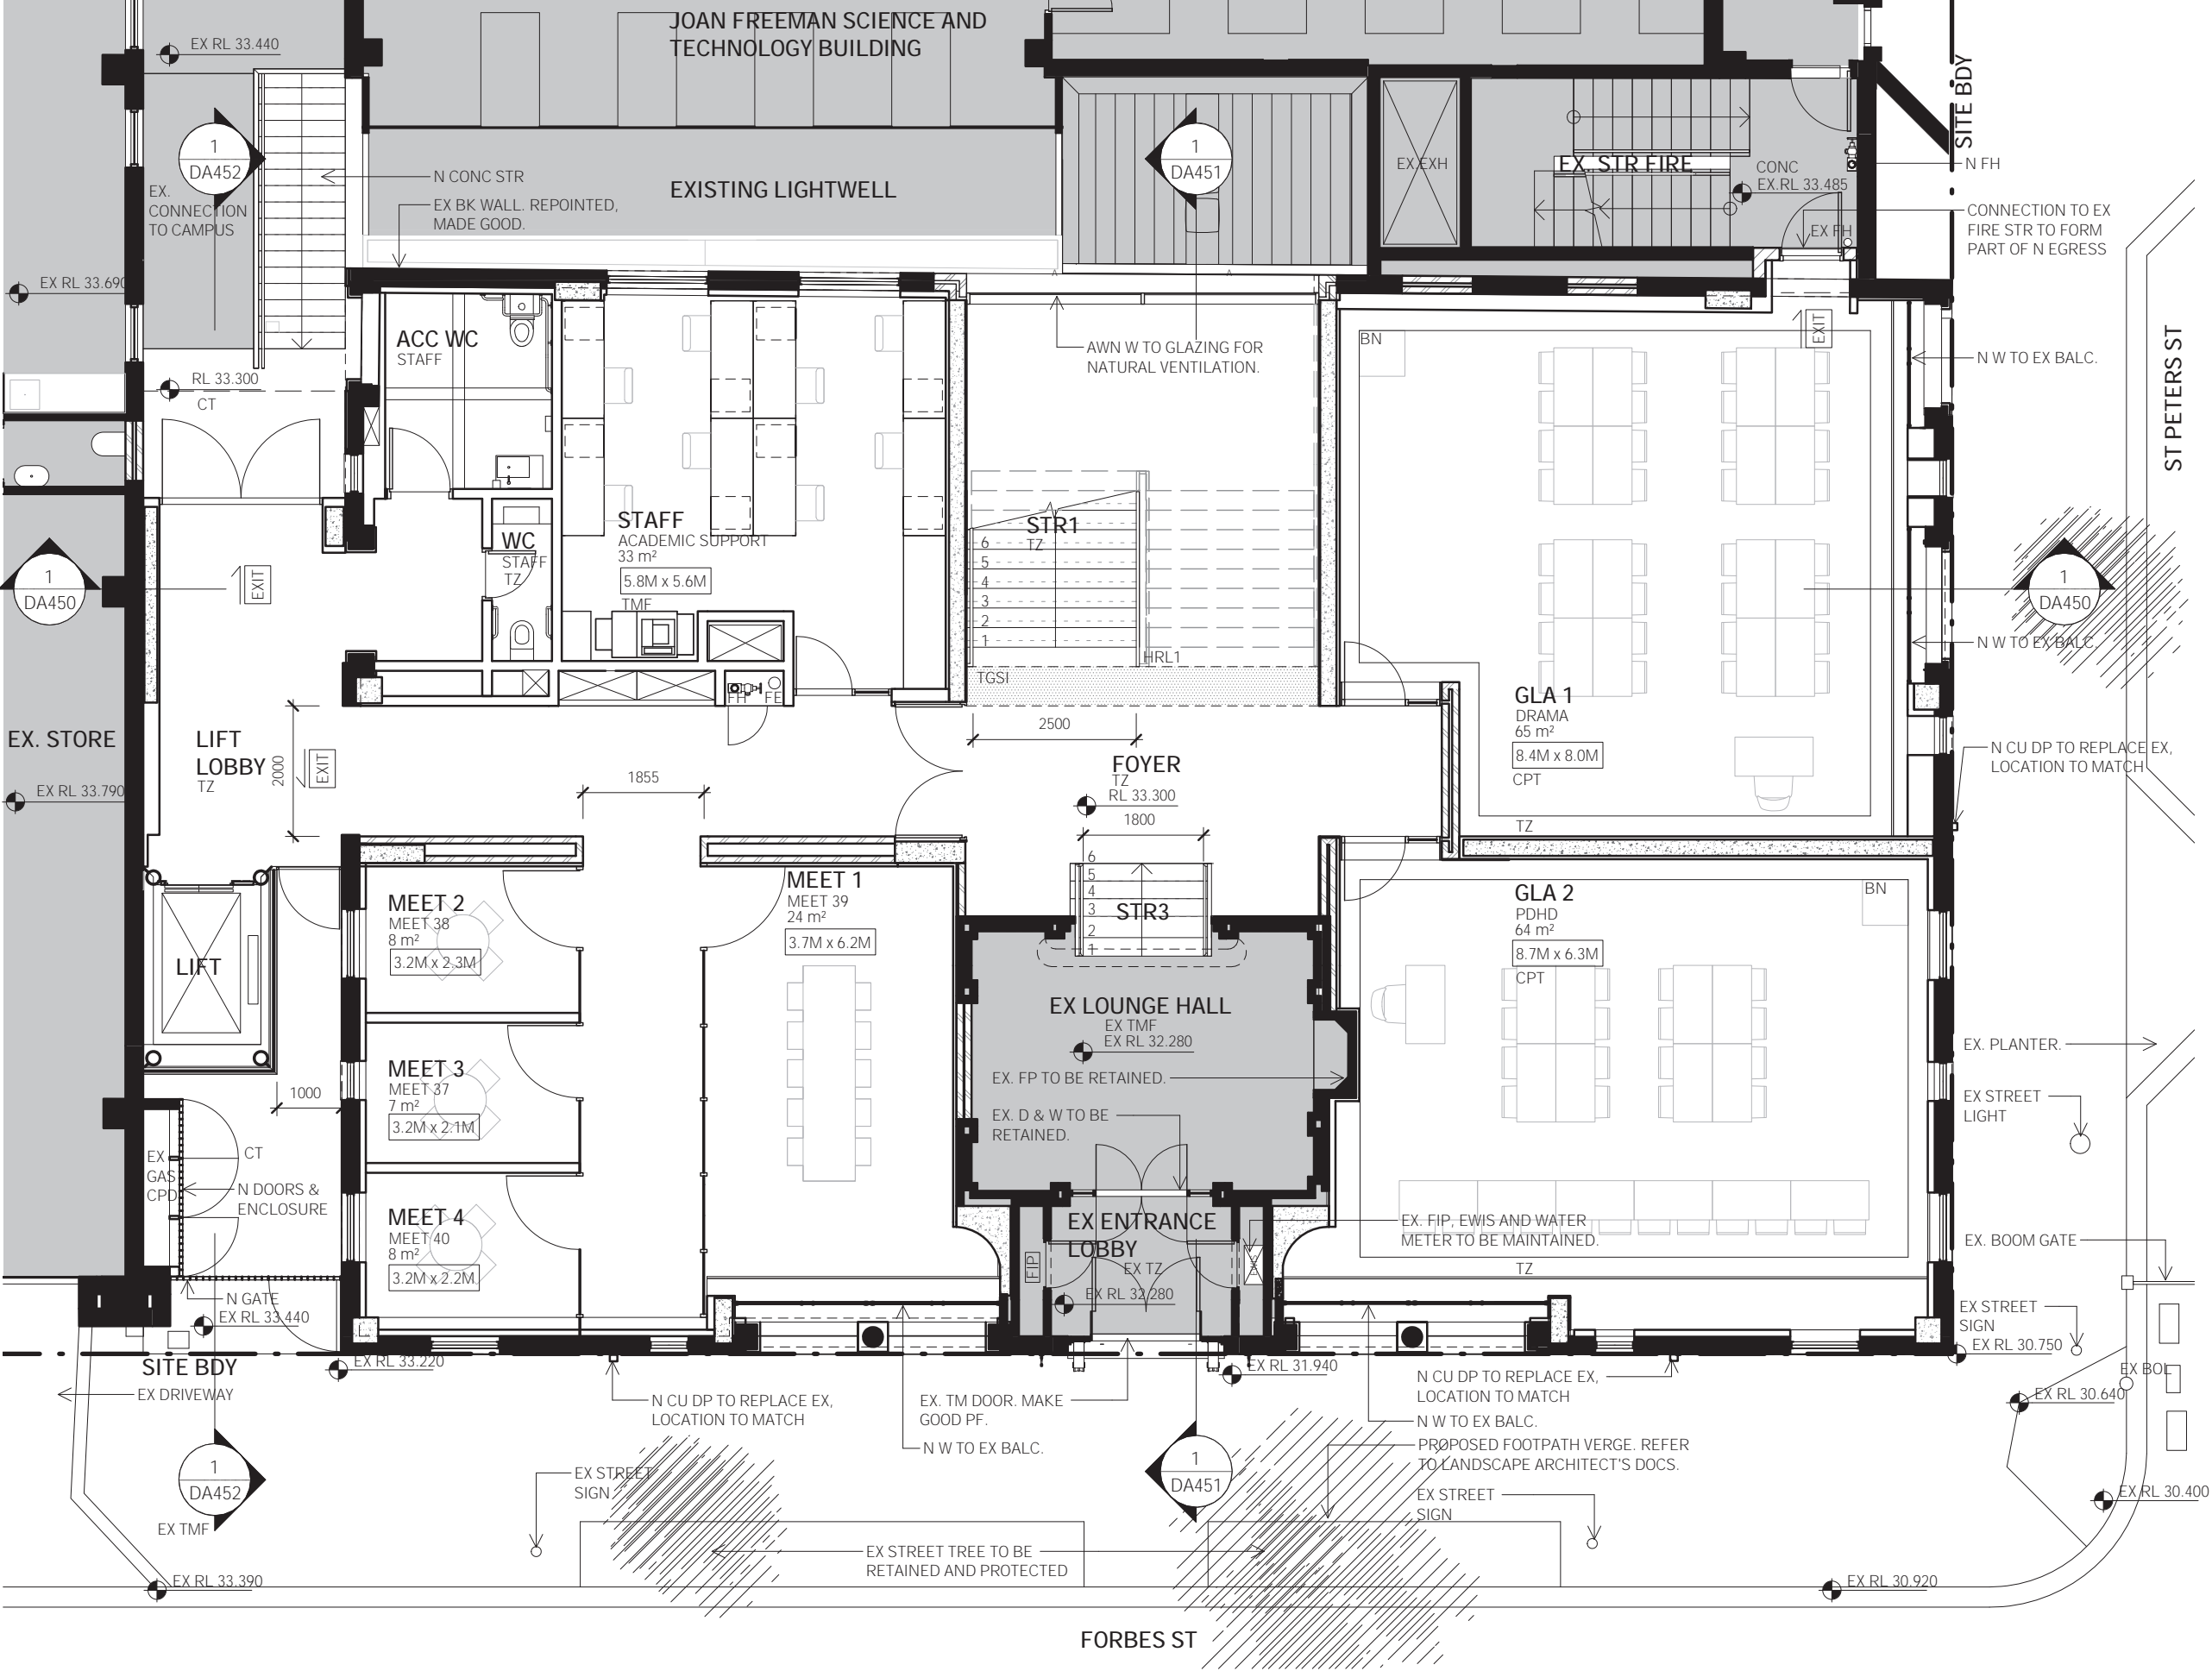 JOAN FREEMAN SCIENCE AND
TECHNOLOGY BUILDING
EX RL 33.440
SITE BDY
1
DA452
EX.
CONNECTION
TO CAMPUS
N CONC STR
EX BK WALL. REPOINTED,
MADE GOOD.
EXISTING LIGHTWELL
1
DA451
EX EXH
EX STR FIRE
CONC
EX.RL 33.485
N FH
EX FH
CONNECTION TO EX
FIRE STR TO FORM
PART OF N EGRESS
EX RL 33.690
ACC WC
STAFF
AWN W TO GLAZING FOR
NATURAL VENTILATION.
BN
EXIT
N W TO EX BALC.
ST PETERS ST
RL 33.300
CT
STAFF
ACADEMIC SUPPORT
33 m²
5.8M x 5.6M
TMF
WC
STAFF
TZ
STR1
TZ
6
5
4
3
2
1
HRL1
TGSI
1
DA450
EXIT
1
DA450
N W TO EX BALC.
FH
FE
GLA 1
DRAMA
65 m²
8.4M x 8.0M
CPT
TZ
EX. STORE
LIFT
LOBBY
TZ
2000
EXIT
1855
2500
FOYER
TZ
RL 33.300
1800
N CU DP TO REPLACE EX,
LOCATION TO MATCH
EX RL 33.790
6
5
4
3
2
1
STR3
MEET 2
MEET 38
8 m²
3.2M x 2.3M
MEET 1
MEET 39
24 m²
3.7M x 6.2M
GLA 2
PDHD
64 m²
8.7M x 6.3M
CPT
BN
LIFT
EX LOUNGE HALL
EX TMF
EX RL 32.280
EX. FP TO BE RETAINED.
EX. D & W TO BE
RETAINED.
MEET 3
MEET 37
7 m²
3.2M x 2.1M
1000
EX. PLANTER.
EX STREET
LIGHT
EX
GAS
CPD
CT
N DOORS &
ENCLOSURE
MEET 4
MEET 40
8 m²
3.2M x 2.2M
EX ENTRANCE
LOBBY
EX TZ
EX RL 32.280
FIP
EX. FIP, EWIS AND WATER
METER TO BE MAINTAINED.
TZ
EX. BOOM GATE
N GATE
EX RL 33.440
EX STREET
SIGN
EX RL 30.750
SITE BDY
EX RL 33.220
EX RL 31.940
EX DRIVEWAY
N CU DP TO REPLACE EX,
LOCATION TO MATCH
EX. TM DOOR. MAKE
GOOD PF.
N W TO EX BALC.
N CU DP TO REPLACE EX,
LOCATION TO MATCH
N W TO EX BALC.
PROPOSED FOOTPATH VERGE. REFER
TO LANDSCAPE ARCHITECT'S DOCS.
EX BOL
EX RL 30.640
1
DA452
EX TMF
EX STREET
SIGN
1
DA451
EX STREET
SIGN
EX RL 30.400
EX STREET TREE TO BE
RETAINED AND PROTECTED
EX RL 33.390
EX RL 30.920
FORBES ST